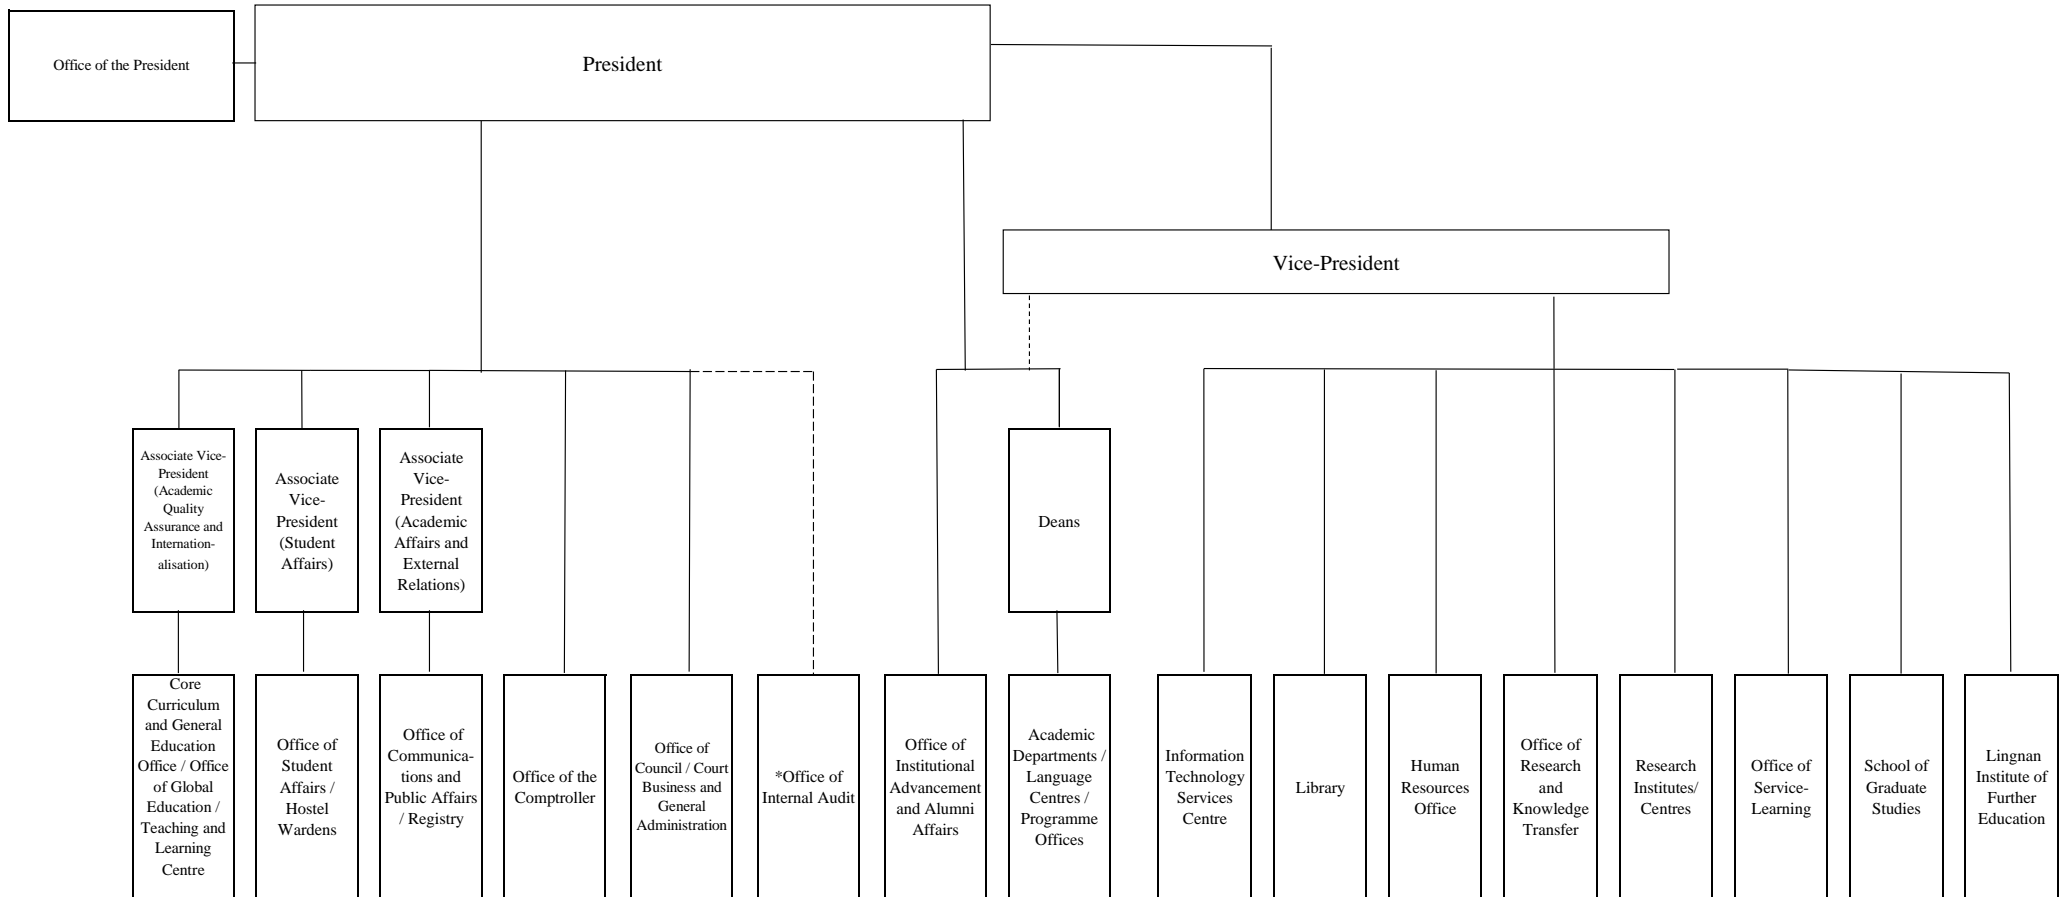 Office of the President
President
Vice-President
Associate Vice-
President
(Academic
Quality
Assurance and
Internation-
alisation)
Associate
Vice-
President
(Student
Affairs)
Associate
Vice-
President
(Academic
Affairs and
External
Relations)
Deans
Core
Curriculum
and General
Education
Office / Office
of Global
Education /
Teaching and
Learning
Centre
Office of
Student
Affairs /
Hostel
Wardens
Office of
Communica-
tions and
Public Affairs
/ Registry
Office of the
Comptroller
Office of
Council / Court
Business and
General
Administration
*Office of
Internal Audit
Office of
Institutional
Advancement
and Alumni
Affairs
Academic
Departments /
Language
Centres /
Programme
Offices
Information
Technology
Services
Centre
Library
Human
Resources
Office
Office of
Research
and
Knowledge
Transfer
Research
Institutes/
Centres
Office of
Service-
Learning
School of
Graduate
Studies
Lingnan
Institute of
Further
Education